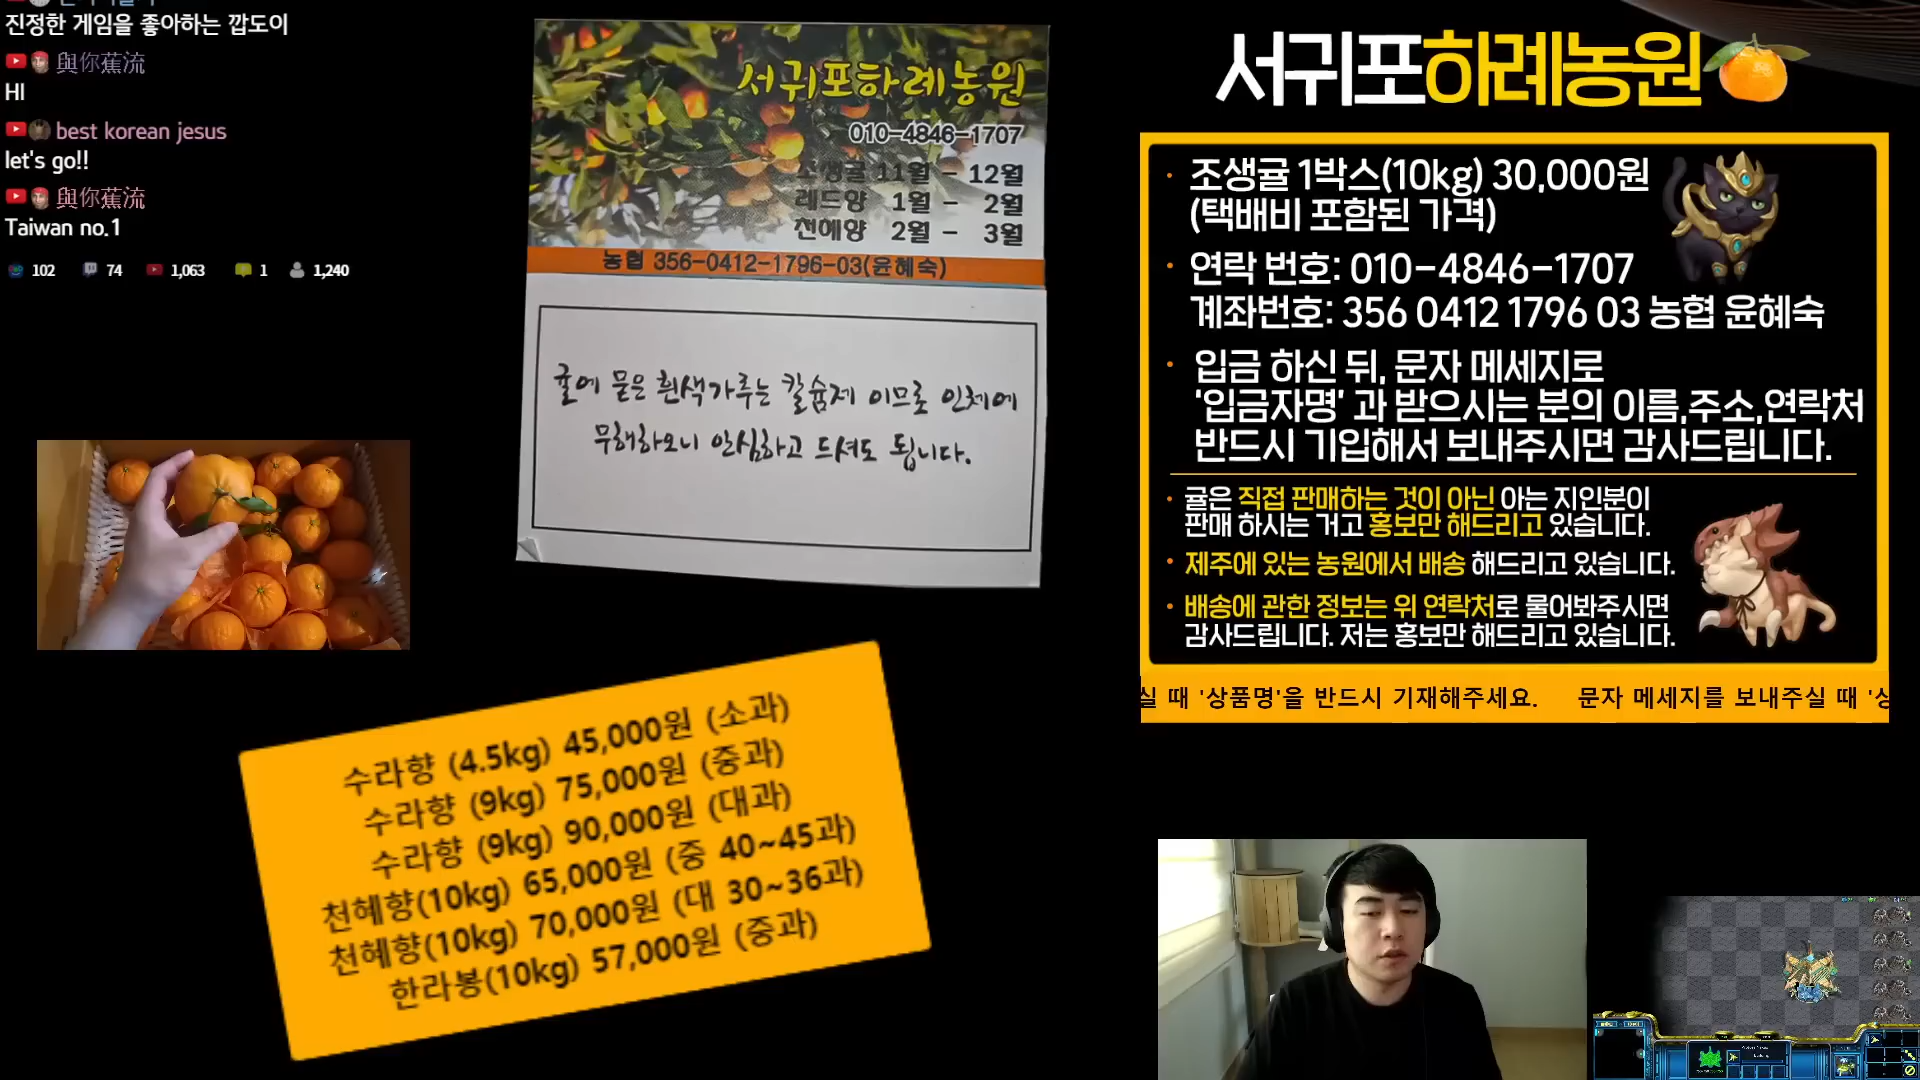 진정한 게임을 좋아하는 깝도이
與你蕉流
HI
best korean jesus
let's go!!
與你蕉流
Taiwan no.1
102 74 1,063 1 1,240
서귀포하례농원
010-4846-1707
조생귤 11월 - 12월
레드양 1월 - 2월
천혜양 2월 - 3월
농협 356-0412-1796-03(윤혜숙)
귤에 묻은 흰색가루는 칼슘제 이므로 인체에
무해하오니 안심하고 드셔도 됩니다.
수라향 (4.5kg) 45,000원 (소과)
수라향 (9kg) 75,000원 (중과)
수라향 (9kg) 90,000원 (대과)
천혜향(10kg) 65,000원 (중 40~45과)
천혜향(10kg) 70,000원 (대 30~36과)
한라봉(10kg) 57,000원 (중과)
서귀포하례농원
· 조생귤 1박스(10kg) 30,000원
(택배비 포함된 가격)
· 연락 번호: 010-4846-1707
계좌번호: 356 0412 1796 03 농협 윤혜숙
· 입금 하신 뒤, 문자 메세지로
'입금자명' 과 받으시는 분의 이름,주소,연락처
반드시 기입해서 보내주시면 감사드립니다.
· 귤은 직접 판매하는 것이 아닌 아는 지인분이
판매 하시는 거고 홍보만 해드리고 있습니다.
· 제주에 있는 농원에서 배송 해드리고 있습니다.
· 배송에 관한 정보는 위 연락처로 물어봐주시면
감사드립니다. 저는 홍보만 해드리고 있습니다.
실 때 '상품명'을 반드시 기재해주세요. 문자 메세지를 보내주실 때 '상